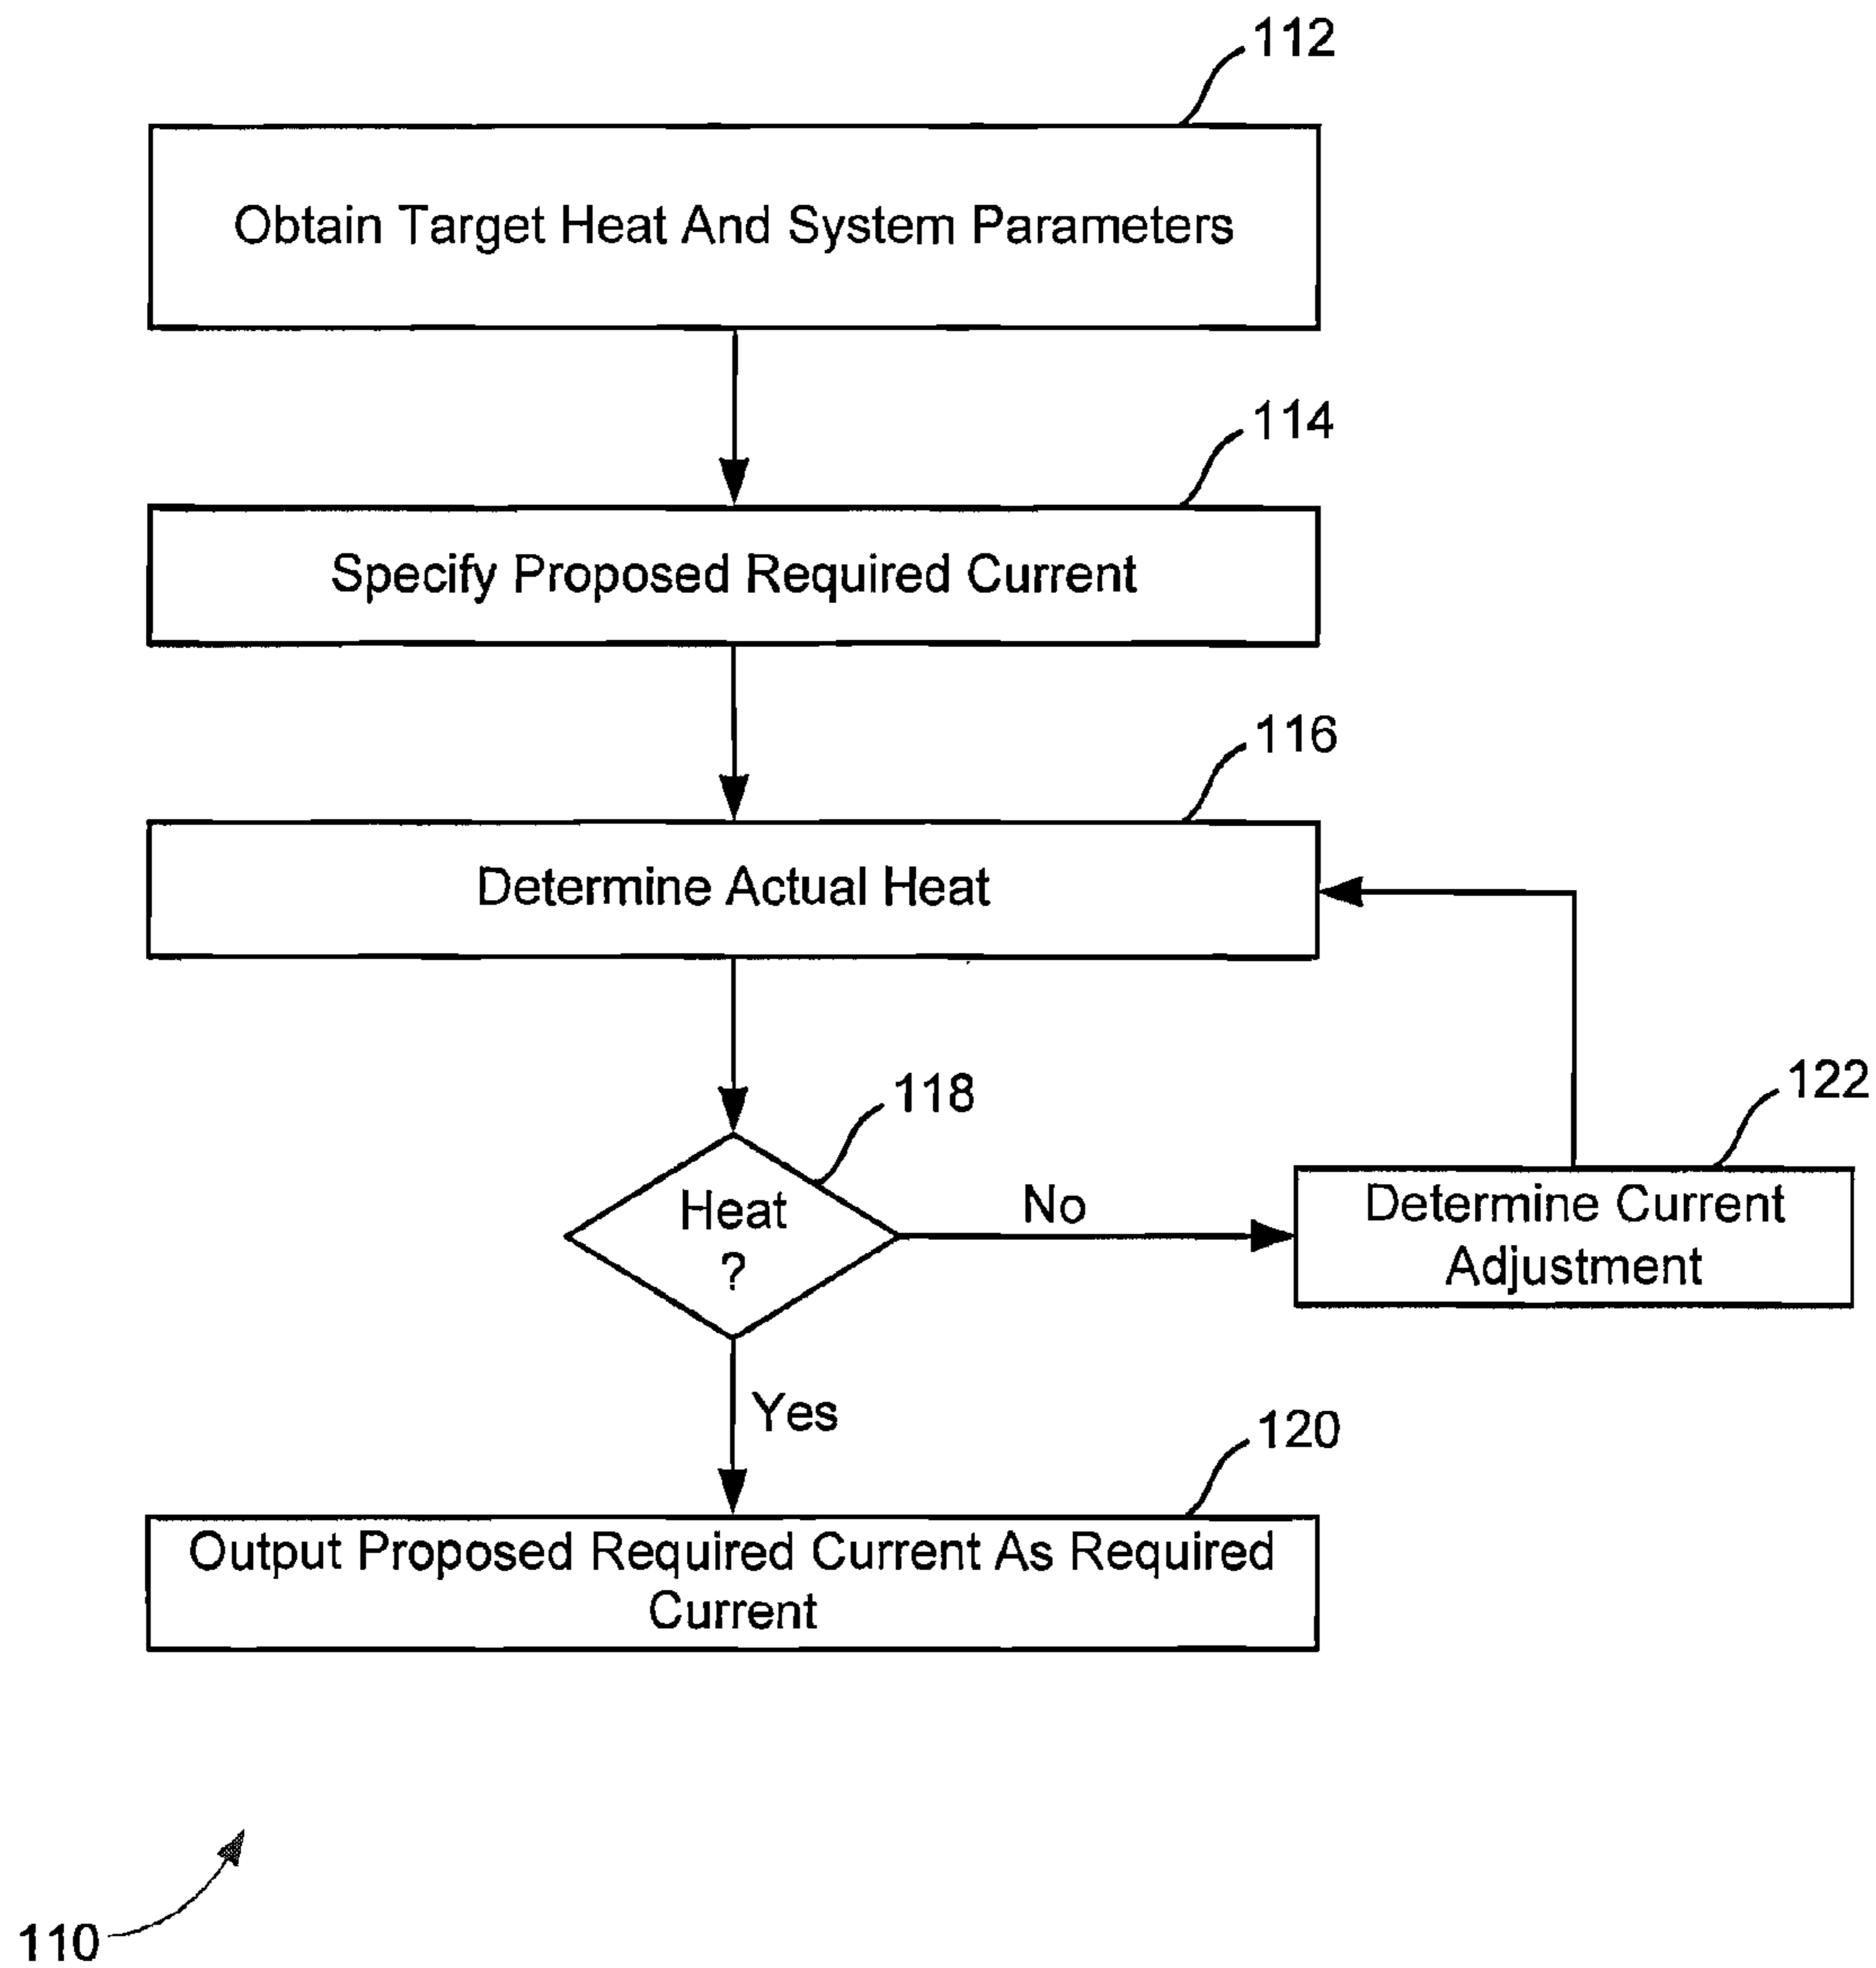 112
Obtain Target Heat And System Parameters
114
Specify Proposed Required Current
116
Determine Actual Heat
118
Heat
?
No
122
Determine Current
Adjustment
Yes
120
Output Proposed Required Current As Required
Current
110